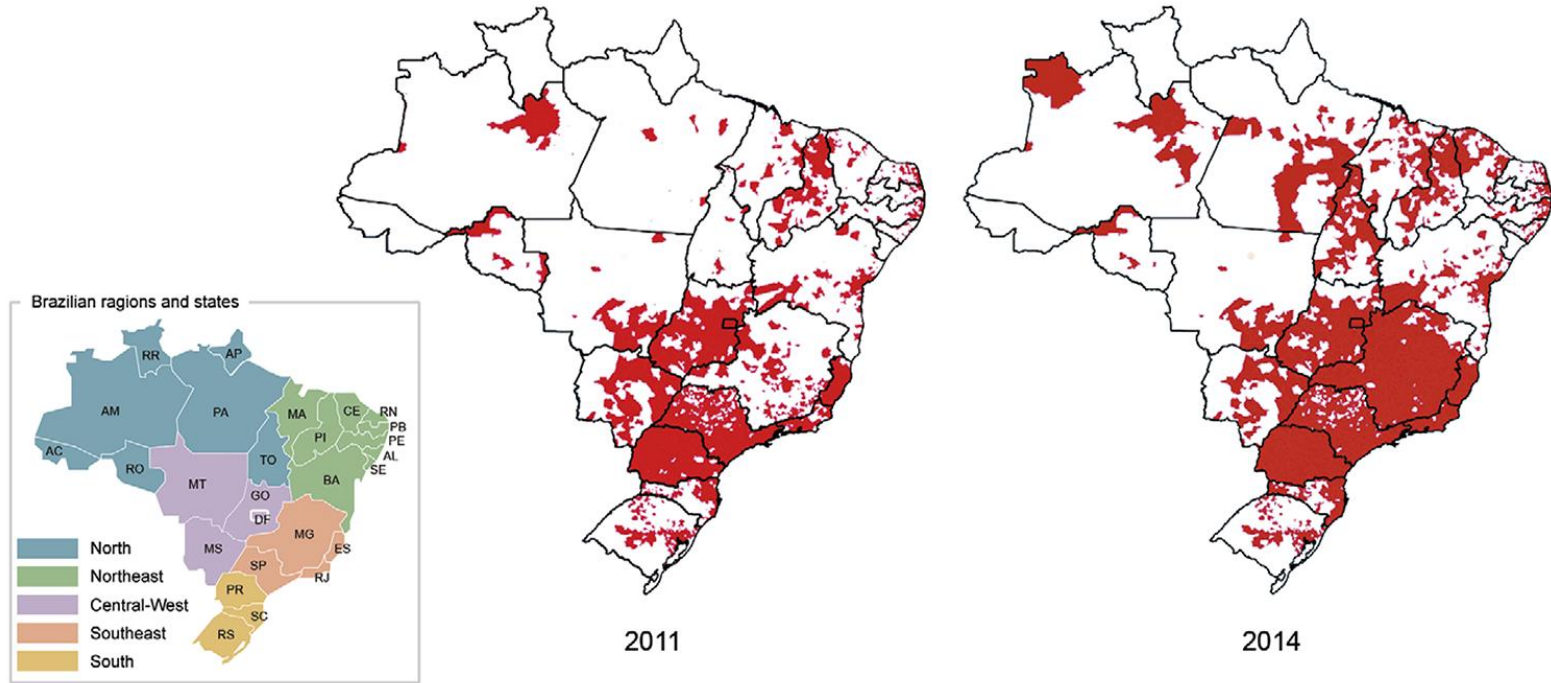 Brazilian ragions and states
RR
AP
AM
PA
MA
CE
RN
PB
PI
PE
AC
AL
TO
SE
RO
BA
MT
GO
DF
MG
MS
ES
SP
RJ
PR
SC
RS
North
Northeast
Central-West
Southeast
South
2011
2014